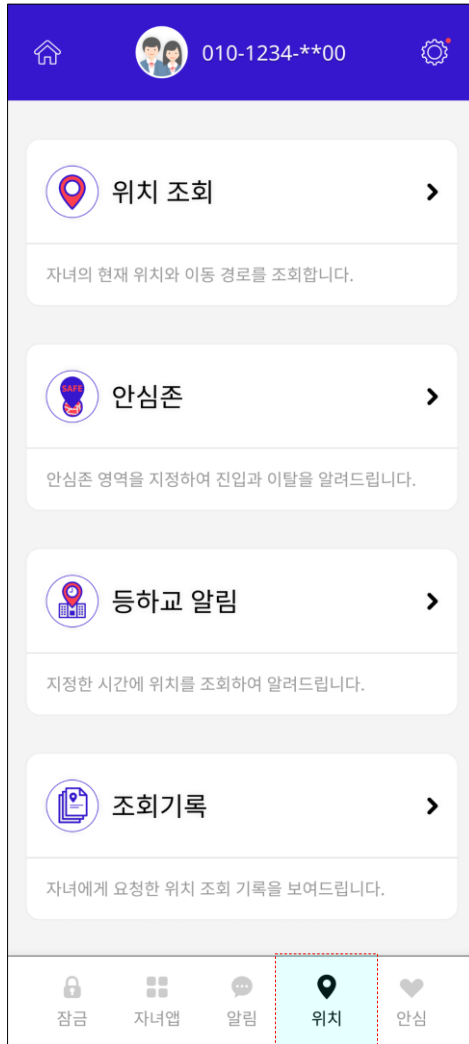 010-1234-**00
위치 조회
자녀의 현재 위치와 이동 경로를 조회합니다.
SAFE
안심존
안심존 영역을 지정하여 진입과 이탈을 알려드립니다.
등하교 알림
지정한 시간에 위치를 조회하여 알려드립니다.
조회기록
자녀에게 요청한 위치 조회 기록을 보여드립니다.
잠금 자녀앱 알림 위치 안심